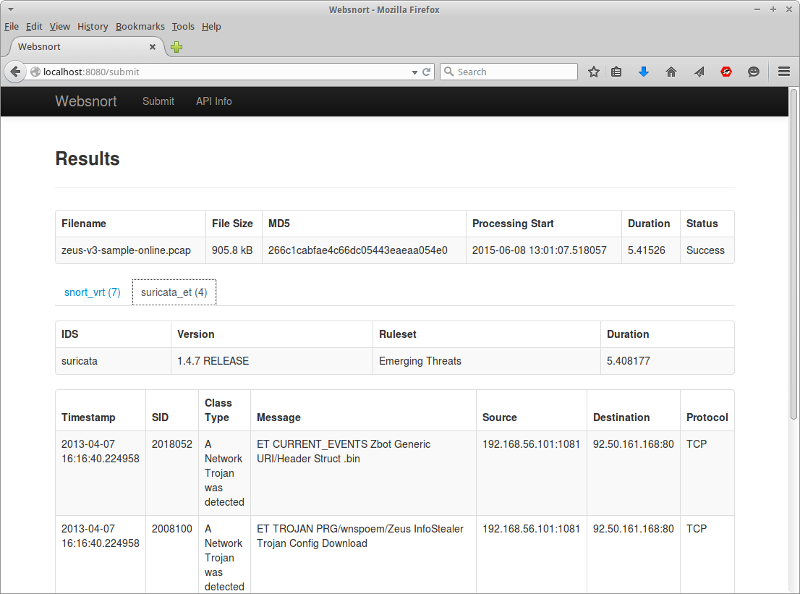 Websnort - Mozilla Firefox
File Edit View History Bookmarks Tools Help
Websnort
localhost:8080/submit Search
Websnort Submit API Info
Results
Filename File Size MD5 Processing Start Duration Status
zeus-v3-sample-online.pcap 905.8 kB 266c1cabfae4c66dc05443eaeaa054e0 2015-06-08 13:01:07.518057 5.41526 Success
snort_vrt (7) suricata_et (4)
IDS Version Ruleset Duration
suricata 1.4.7 RELEASE Emerging Threats 5.408177
Class
Timestamp SID Type Message Source Destination Protocol
2013-04-07 2018052 A ET CURRENT_EVENTS Zbot Generic 192.168.56.101:1081 92.50.161.168:80 TCP
16:16:40.224958 Network URI/Header Struct .bin
Trojan
was
detected
2013-04-07 2008100 A ET TROJAN PRG/wnspoem/Zeus InfoStealer 192.168.56.101:1081 92.50.161.168:80 TCP
16:16:40.224958 Network Trojan Config Download
Trojan
was
detected